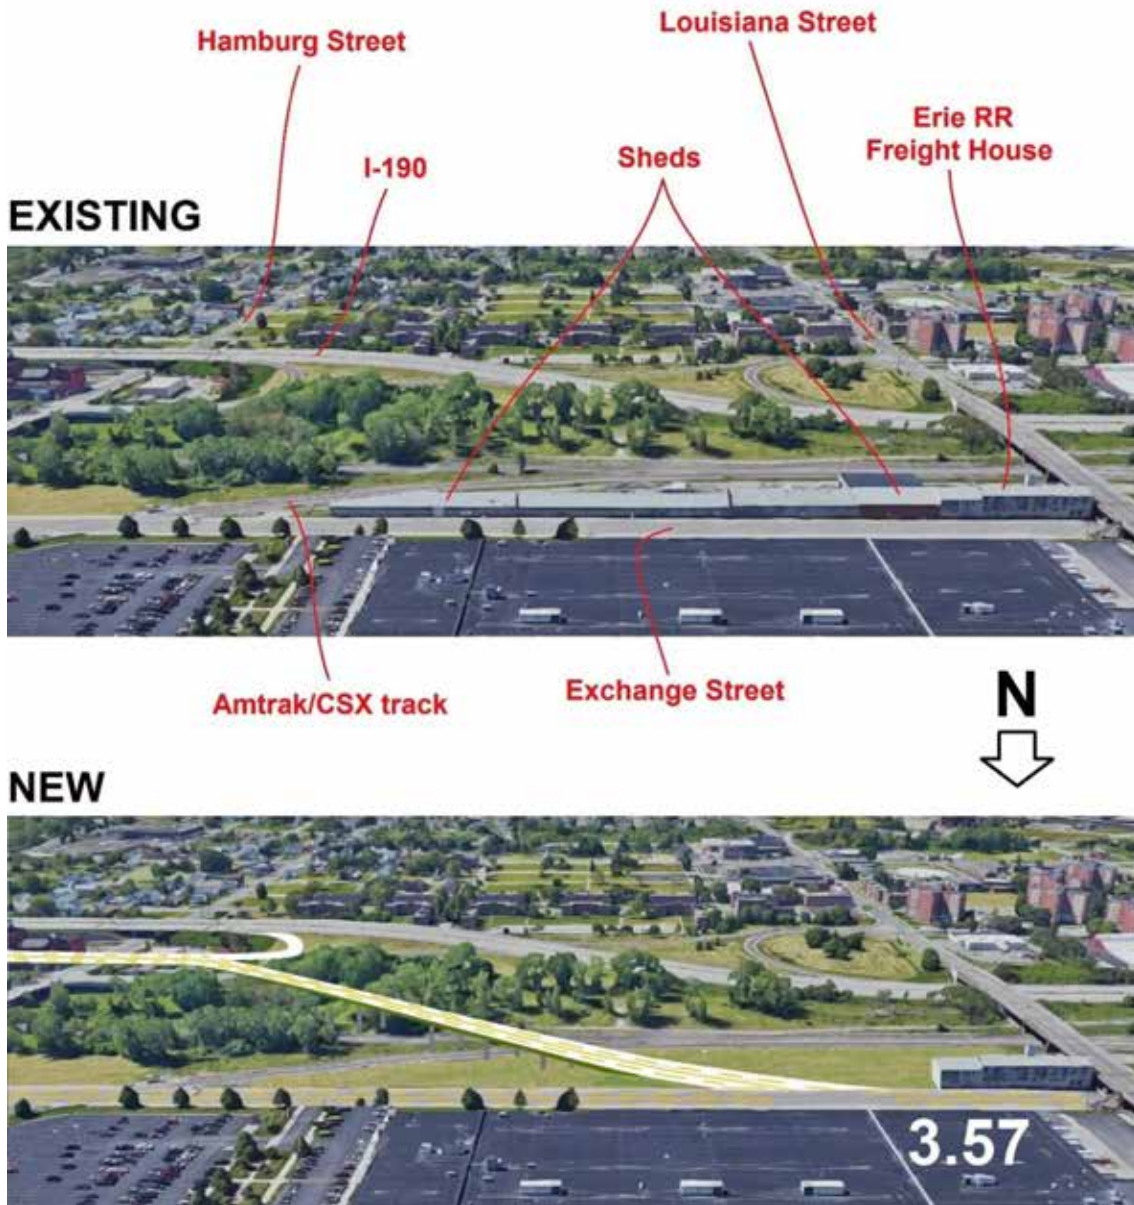 Louisiana Street
Hamburg Street
Erie RR
Freight House
Sheds
I-190
EXISTING
Amtrak/CSX track
Exchange Street
N
NEW
3.57